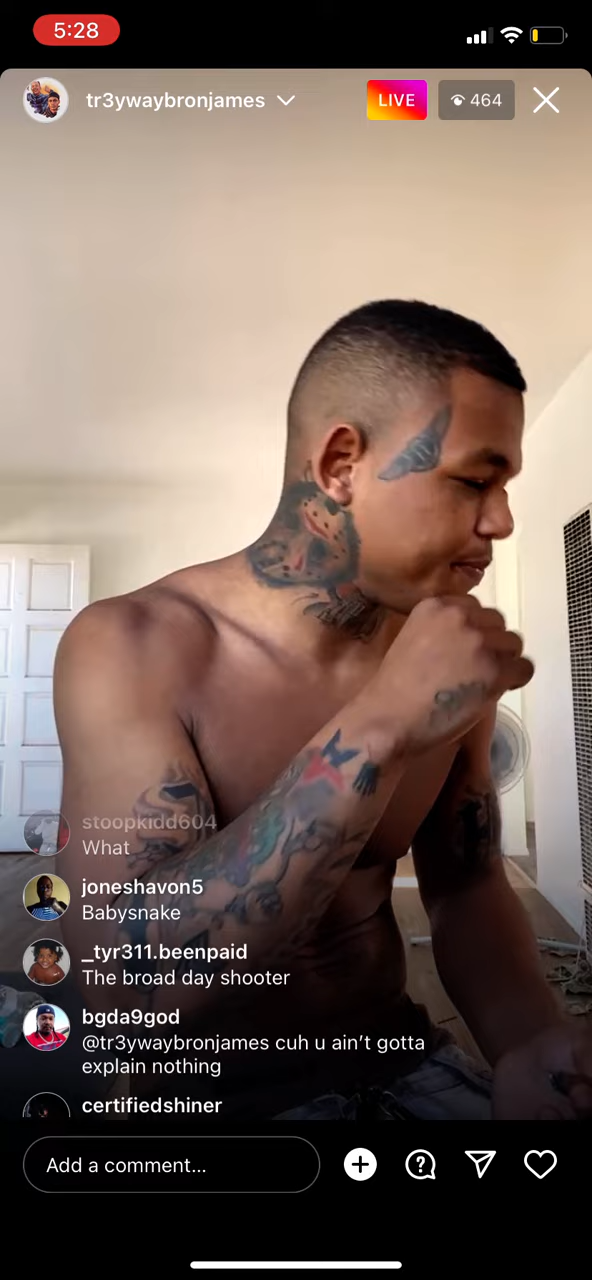 5:28
tr3ywaybronjames
LIVE
464
stoopkidd604
What
joneshavon5
Babysnake
_tyr311.beenpaid
The broad day shooter
bgda9god
@tr3ywaybronjames cuh u ain’t gotta
explain nothing
certifiedshiner
Add a comment...